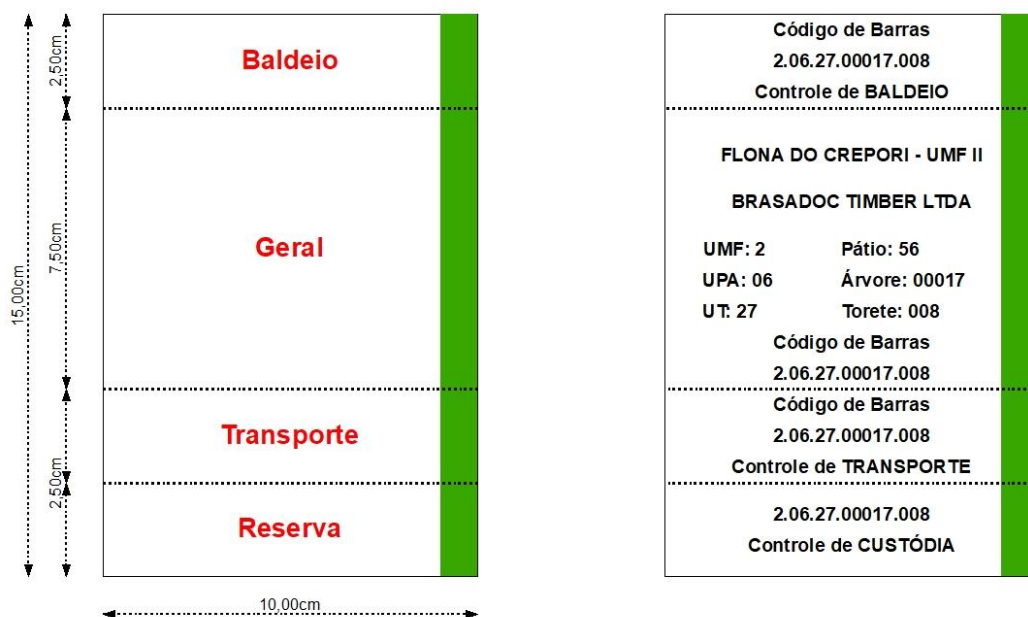 2,50cm
Baldeio
7,50cm
15,00cm
Geral
Transporte
2,50cm
Reserva
10,00cm
Código de Barras
2.06.27.00017.008
Controle de BALDEIO
FLONA DO CREPORI - UMF II
BRASADOC TIMBER LTDA
UMF: 2 Pátio: 56
UPA: 06 Árvore: 00017
UT: 27 Torete: 008
Código de Barras
2.06.27.00017.008
Código de Barras
2.06.27.00017.008
Controle de TRANSPORTE
2.06.27.00017.008
Controle de CUSTÓDIA